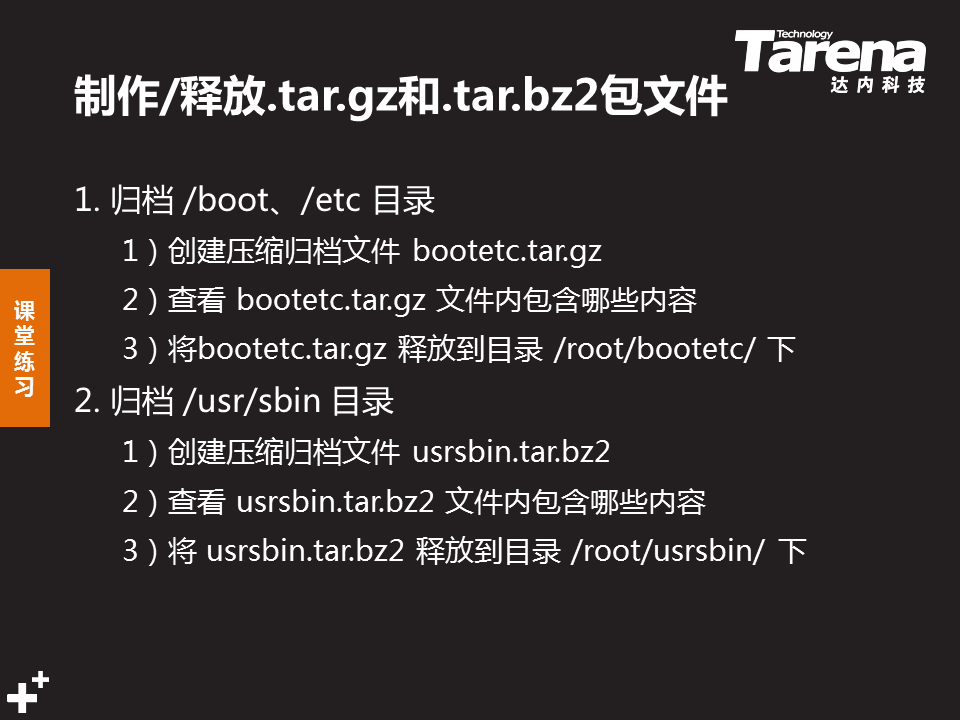 Technology
Tarena
达内科技
制作/释放.tar.gz和.tar.bz2包文件
1. 归档 /boot、/etc 目录
1）创建压缩归档文件 bootetc.tar.gz
2）查看 bootetc.tar.gz 文件内包含哪些内容
3）将bootetc.tar.gz 释放到目录 /root/bootetc/ 下
2. 归档 /usr/sbin 目录
1）创建压缩归档文件 usrsbin.tar.bz2
2）查看 usrsbin.tar.bz2 文件内包含哪些内容
3）将 usrsbin.tar.bz2 释放到目录 /root/usrsbin/ 下
课堂练习